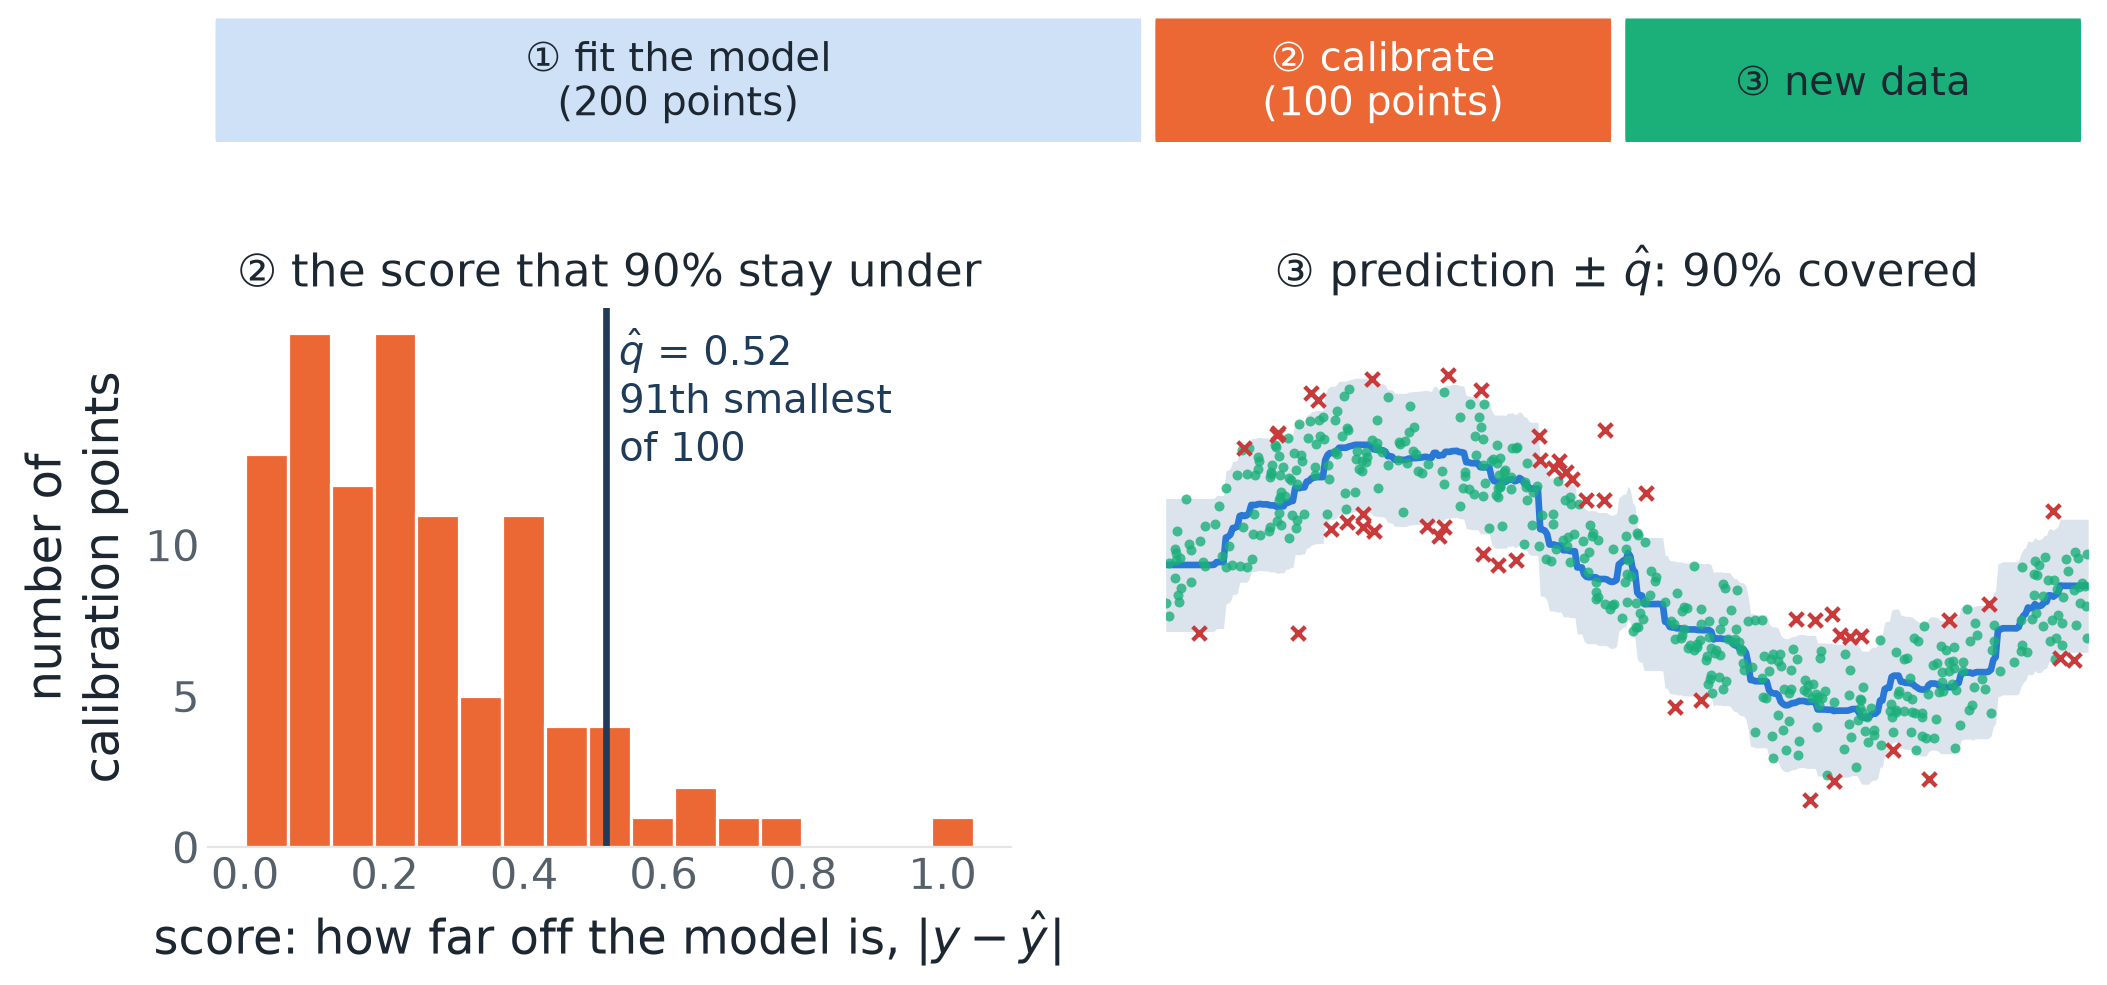 ① fit the model
(200 points)
② calibrate
(100 points)
③ new data
② the score that 90% stay under
q̂ = 0.52
91th smallest
of 100
number of
calibration points
10
5
0
0.0 0.2 0.4 0.6 0.8 1.0
score: how far off the model is, |y − ŷ|
③ prediction ± q̂: 90% covered